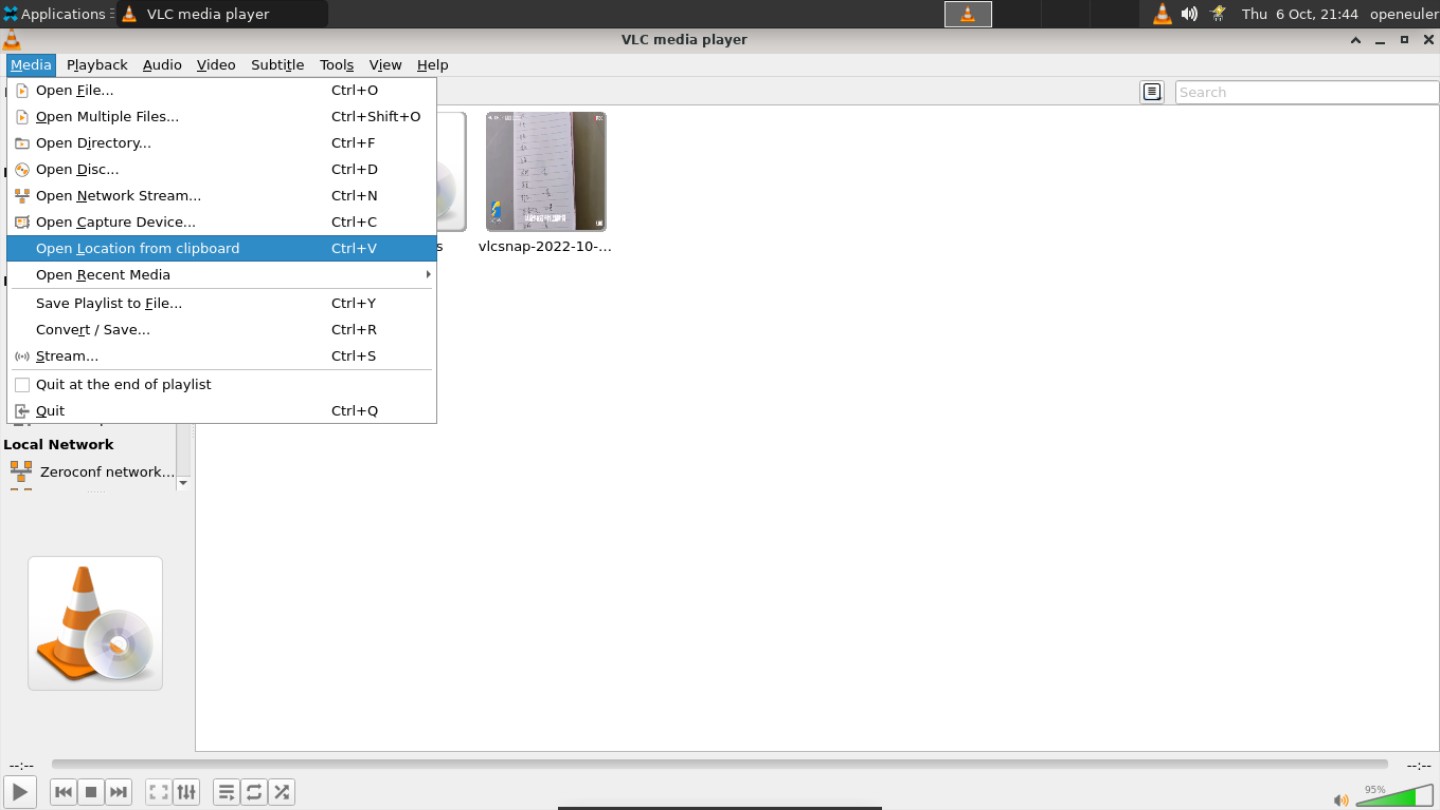 Applications VLC media player Thu 6 Oct, 21:44 openeuler
VLC media player
Media Playback Audio Video Subtitle Tools View Help
Open File... Ctrl+O
Search
Open Multiple Files... Ctrl+Shift+O
Open Directory... Ctrl+F
Open Disc... Ctrl+D
Open Network Stream... Ctrl+N
Open Capture Device... Ctrl+C
Open Location from clipboard Ctrl+V
s vlcsnap-2022-10-...
Open Recent Media
Save Playlist to File... Ctrl+Y
Convert / Save... Ctrl+R
Stream... Ctrl+S
Quit at the end of playlist
Quit Ctrl+Q
Local Network
Zeroconf network...
--:-- --:--
95%